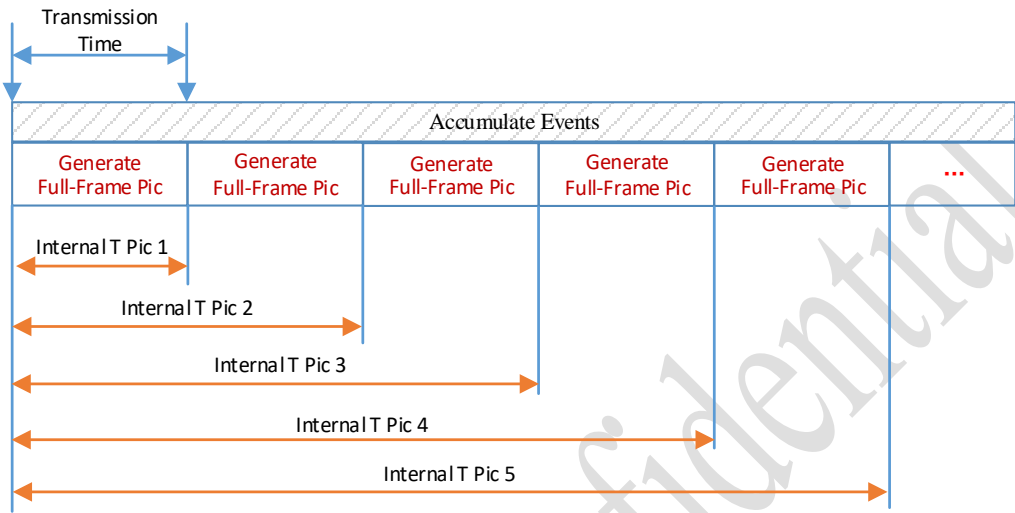 Transmission
Time
Accumulate Events
Generate
Full-Frame Pic
Generate
Full-Frame Pic
Generate
Full-Frame Pic
Generate
Full-Frame Pic
Generate
Full-Frame Pic
...
Internal T Pic 1
Internal T Pic 2
Internal T Pic 3
Internal T Pic 4
Internal T Pic 5
fidential